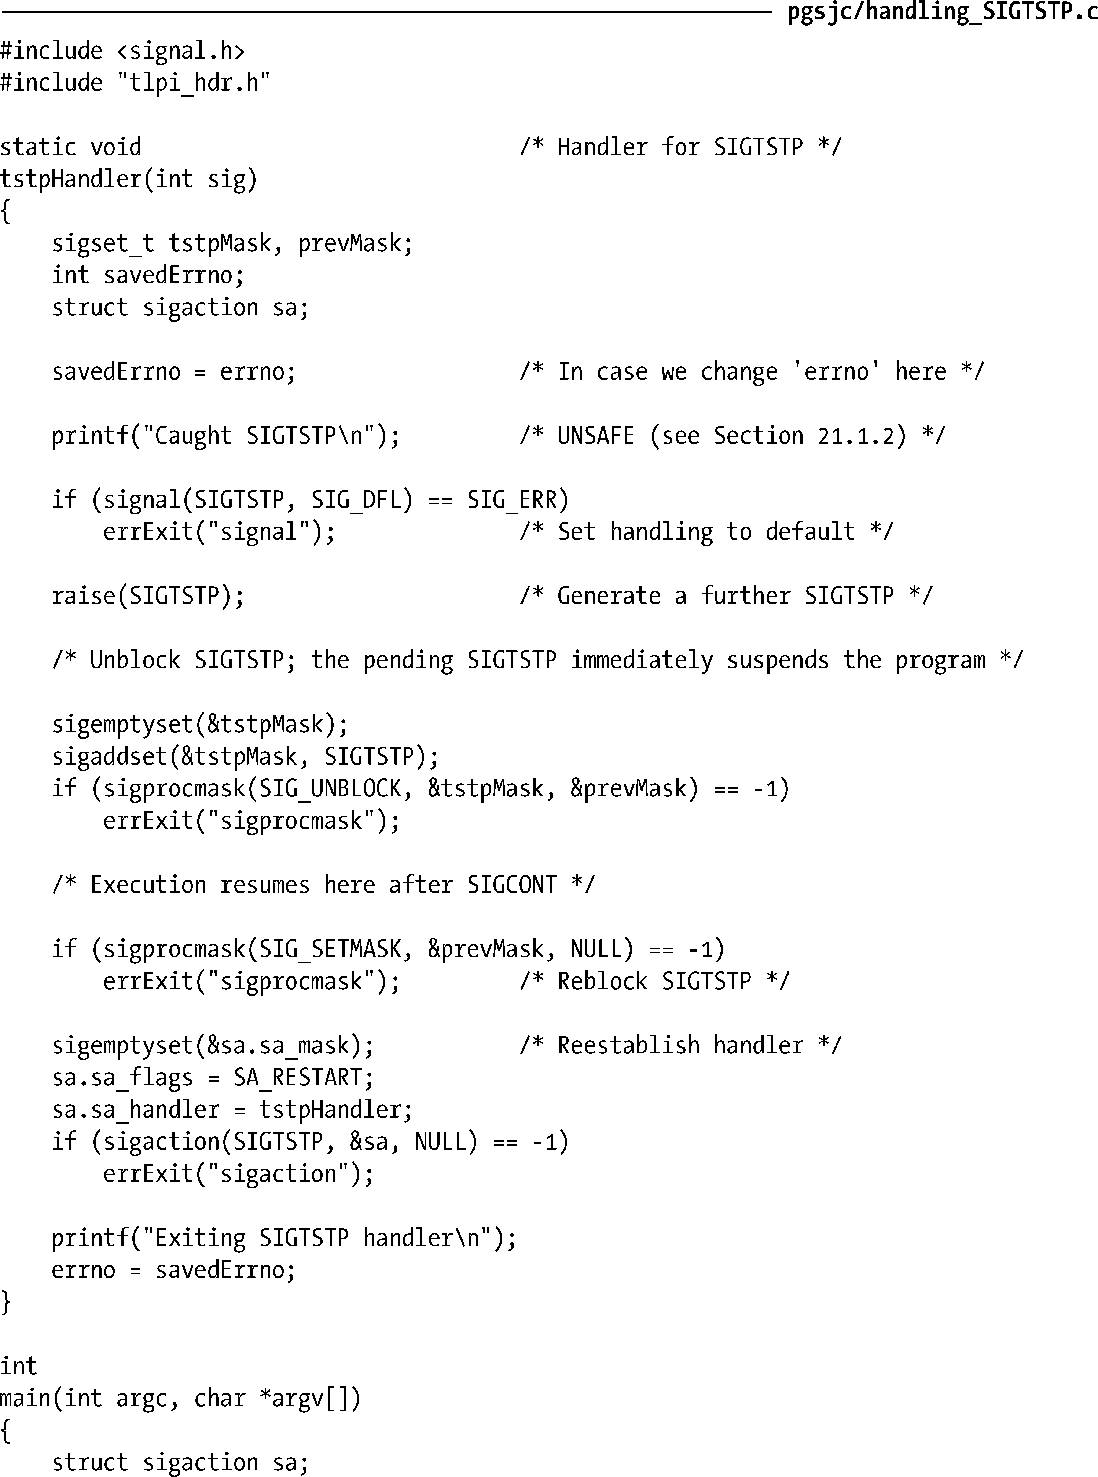 pgsjc/handling_SIGTSTP.c
#include <signal.h>
#include "tlpi_hdr.h"

static void                             /* Handler for SIGTSTP */
tstpHandler(int sig)
{
    sigset_t tstpMask, prevMask;
    int savedErrno;
    struct sigaction sa;

    savedErrno = errno;                 /* In case we change 'errno' here */

    printf("Caught SIGTSTP\n");         /* UNSAFE (see Section 21.1.2) */

    if (signal(SIGTSTP, SIG_DFL) == SIG_ERR)
        errExit("signal");              /* Set handling to default */

    raise(SIGTSTP);                     /* Generate a further SIGTSTP */

    /* Unblock SIGTSTP; the pending SIGTSTP immediately suspends the program */

    sigemptyset(&tstpMask);
    sigaddset(&tstpMask, SIGTSTP);
    if (sigprocmask(SIG_UNBLOCK, &tstpMask, &prevMask) == -1)
        errExit("sigprocmask");

    /* Execution resumes here after SIGCONT */

    if (sigprocmask(SIG_SETMASK, &prevMask, NULL) == -1)
        errExit("sigprocmask");         /* Reblock SIGTSTP */

    sigemptyset(&sa.sa_mask);           /* Reestablish handler */
    sa.sa_flags = SA_RESTART;
    sa.sa_handler = tstpHandler;
    if (sigaction(SIGTSTP, &sa, NULL) == -1)
        errExit("sigaction");

    printf("Exiting SIGTSTP handler\n");
    errno = savedErrno;
}

int
main(int argc, char *argv[])
{
    struct sigaction sa;